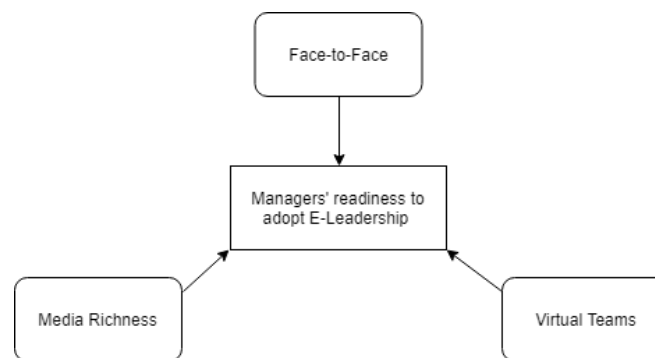 Face-to-Face
Managers' readiness to
adopt E-Leadership
Media Richness
Virtual Teams